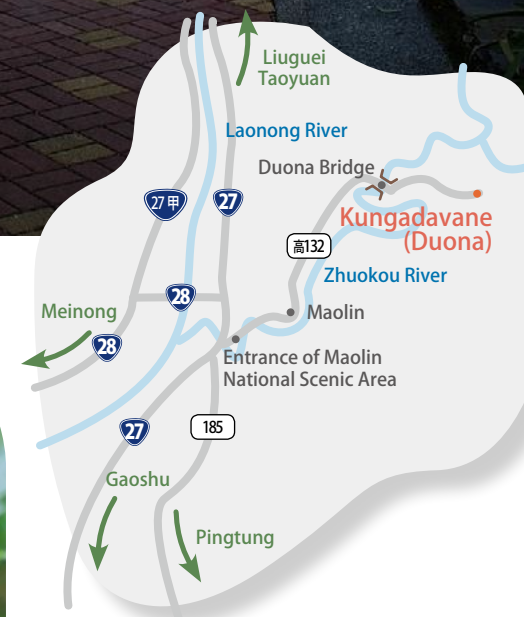 Liuguei
Taoyuan
Laonong River
Duona Bridge
27甲
27
Kungadavane
(Duona)
高132
Zhuokou River
28
Meinong
Maolin
28
Entrance of Maolin
National Scenic Area
27
185
Gaoshu
Pingtung